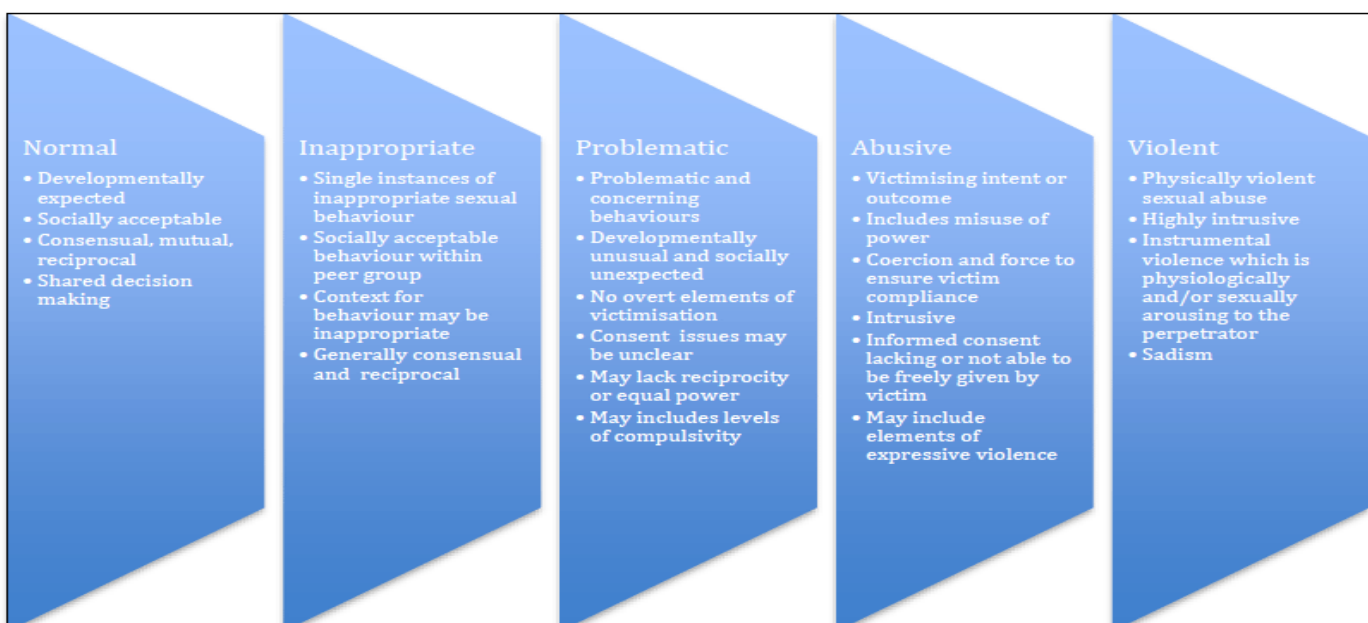 Normal
• Developmentally
expected
• Socially acceptable
• Consensual, mutual,
reciprocal
• Shared decision
making
Inappropriate
• Single instances of
inappropriate sexual
behaviour
• Socially acceptable
behaviour within
peer group
• Context for
behaviour may be
inappropriate
• Generally consensual
and reciprocal
Problematic
• Problematic and
concerning
behaviours
• Developmentally
unusual and socially
unexpected
• No overt elements of
victimisation
• Consent issues may
be unclear
• May lack reciprocity
or equal power
• May includes levels
of compulsivity
Abusive
• Victimising intent or
outcome
• Includes misuse of
power
• Coercion and force to
ensure victim
compliance
• Intrusive
• Informed consent
lacking or not able to
be freely given by
victim
• May include
elements of
expressive violence
Violent
• Physically violent
sexual abuse
• Highly intrusive
• Instrumental
violence which is
physiologically
and/or sexually
arousing to the
perpetrator
• Sadism